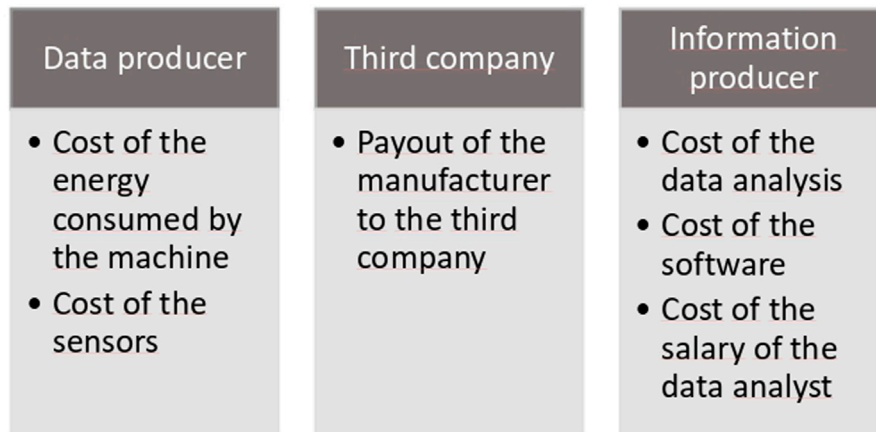 Data producer
• Cost of the
energy
consumed by
the machine
• Cost of the
sensors
Third company
• Payout of the
manufacturer
to the third
company
Information
producer
• Cost of the
data analysis
• Cost of the
software
• Cost of the
salary of the
data analyst